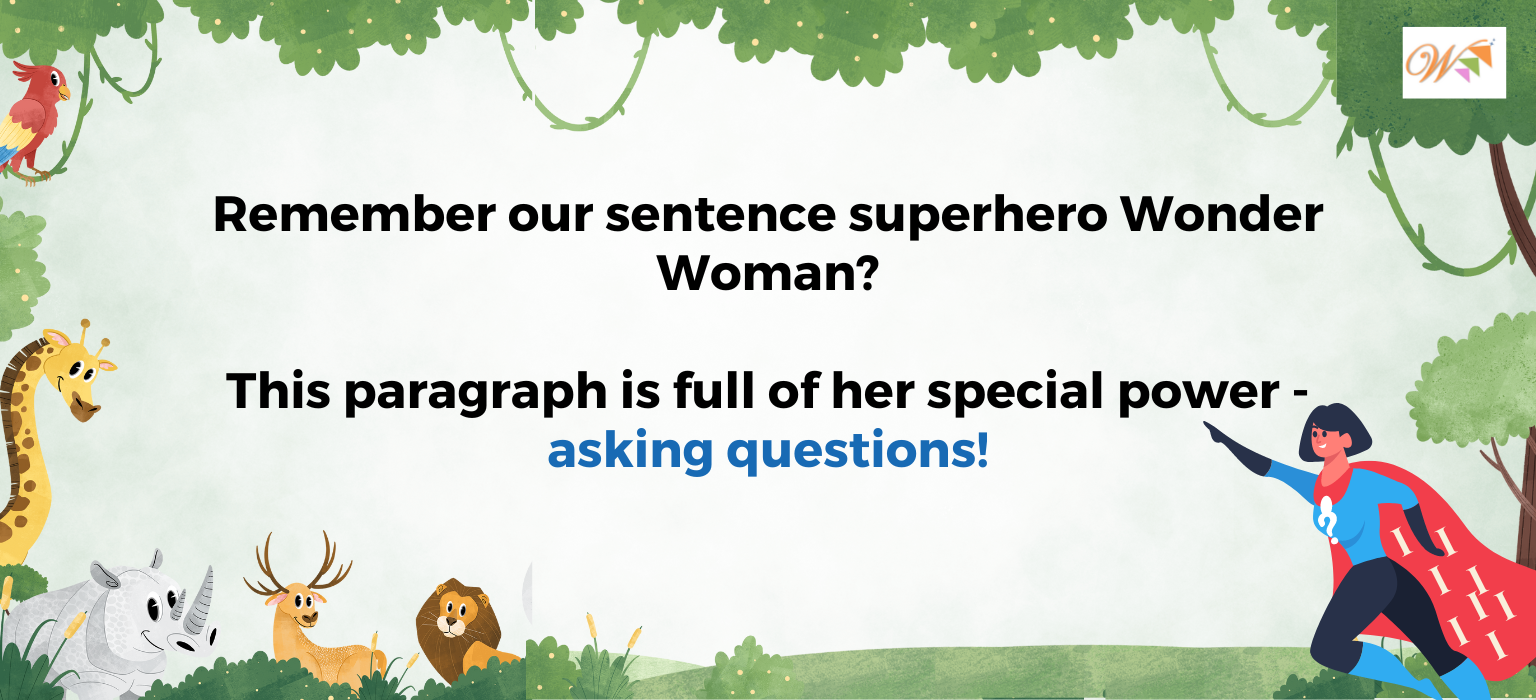 W
Remember our sentence superhero Wonder
Woman?
This paragraph is full of her special power -
asking questions!
?
I I
I I
I I
I I